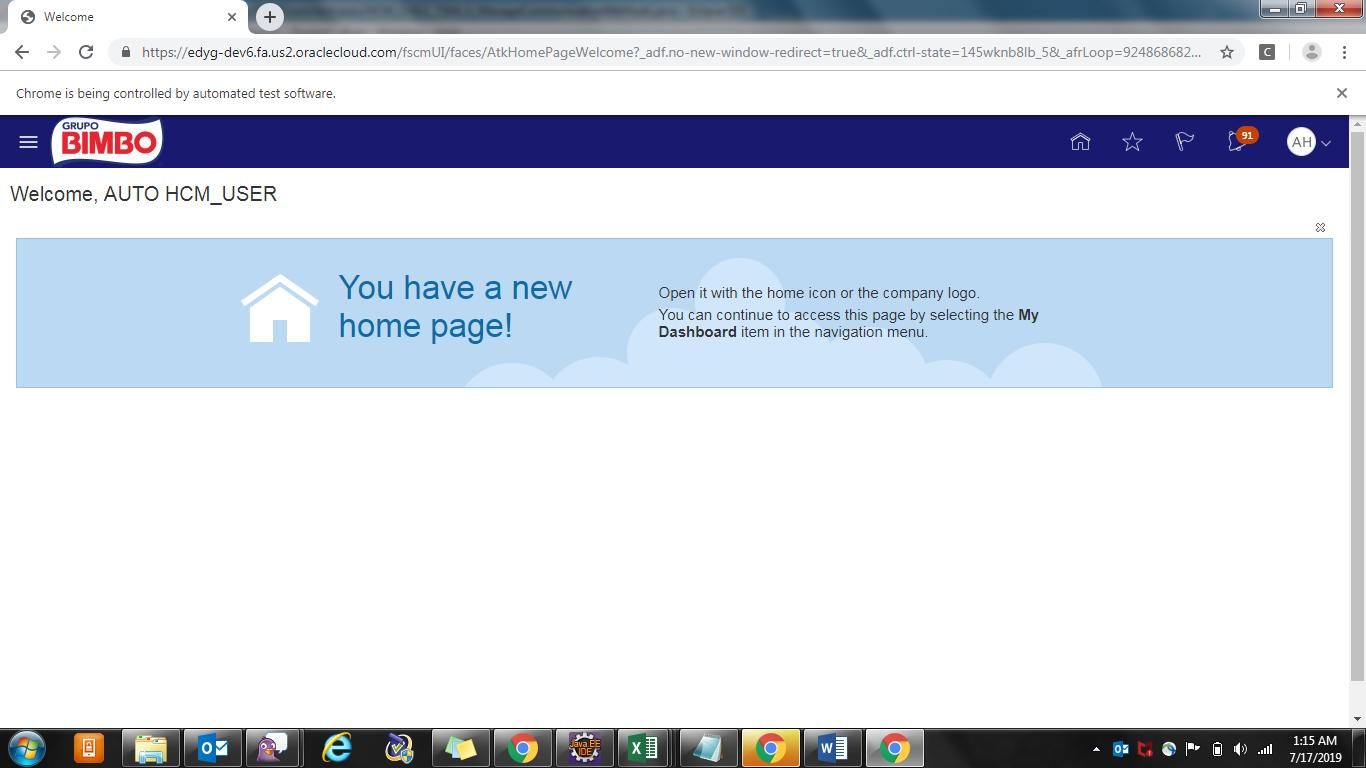 Welcome
https://edyg-dev6.fa.us2.oraclecloud.com/fscmUI/faces/AtkHomePageWelcome?_adf.no-new-window-redirect=true&_adf.ctrl-state=145wknb8lb_5&_afrLoop=924868682...
C
Chrome is being controlled by automated test software.
GRUPO
BIMBO
91
AH
Welcome, AUTO HCM_USER
You have a new
home page!
Open it with the home icon or the company logo.
You can continue to access this page by selecting the My
Dashboard item in the navigation menu.
Java EE
IDE
1:15 AM
7/17/2019